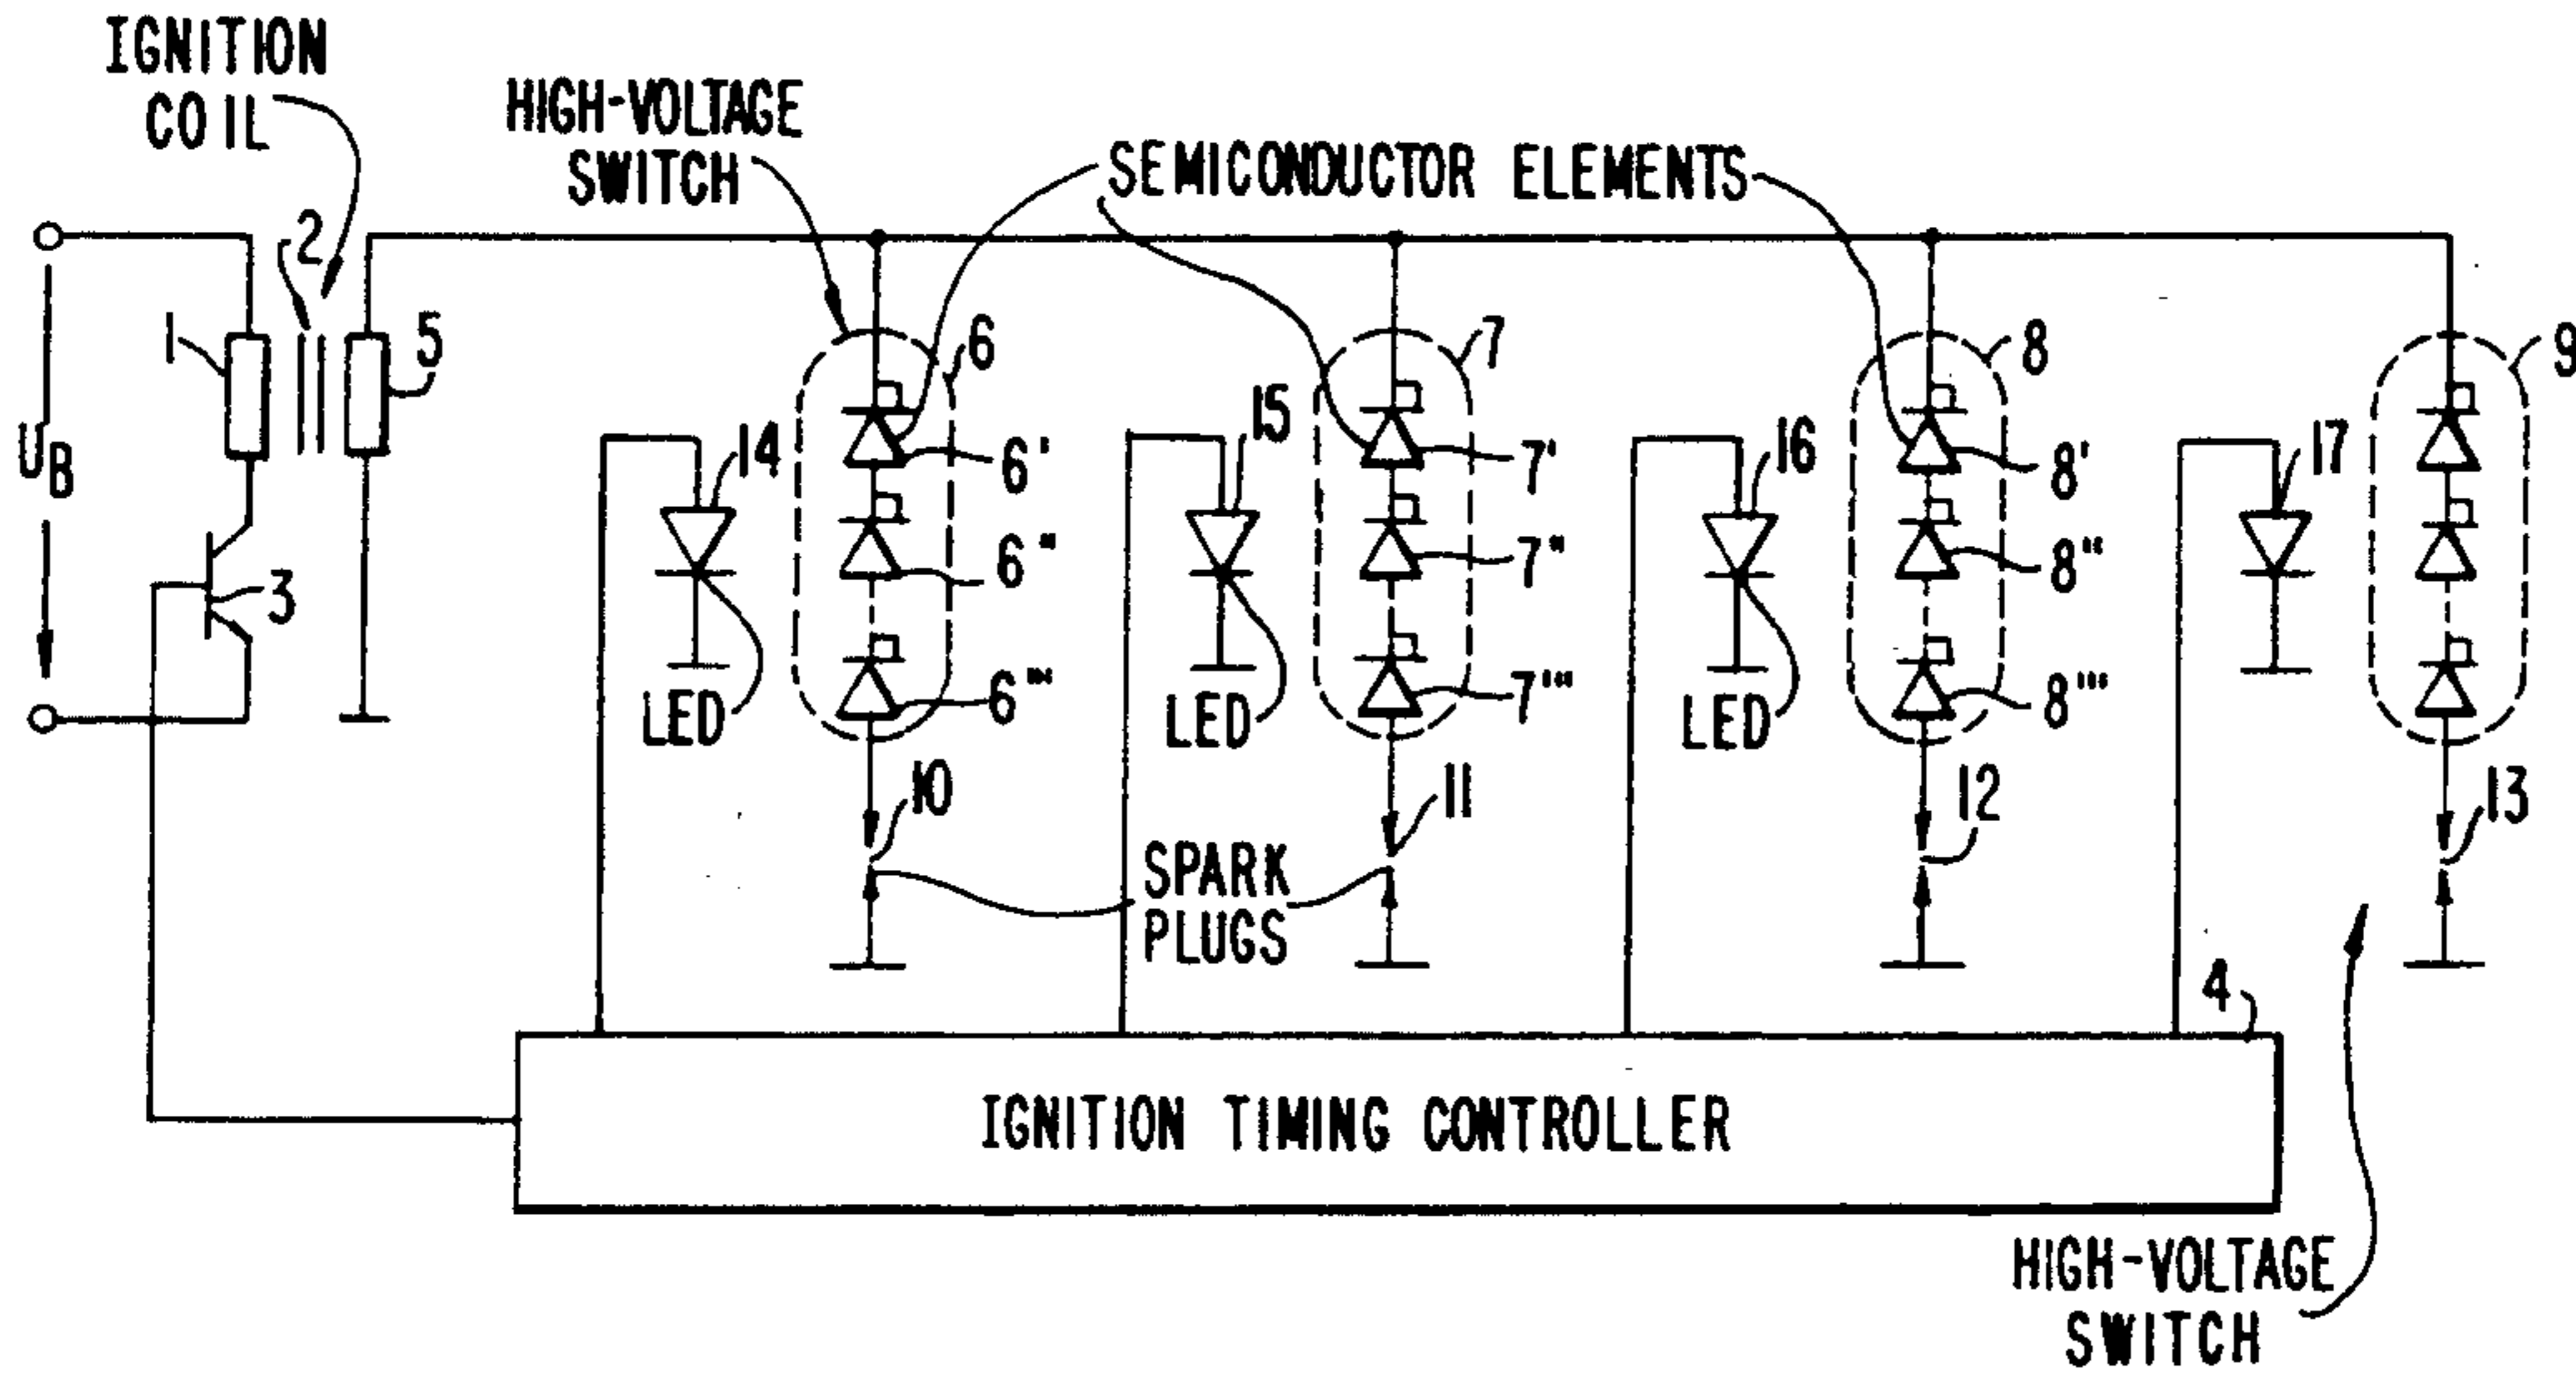 IGNITION
COIL
HIGH-VOLTAGE
SWITCH
SEMICONDUCTOR ELEMENTS
2
1
5
6
7
8
9
U_B
14
6'
15
7'
16
8'
17
6"
7"
8"
3
6'''
7'''
8'''
LED
LED
LED
10
11
12
13
SPARK
PLUGS
4
IGNITION TIMING CONTROLLER
HIGH-VOLTAGE
SWITCH